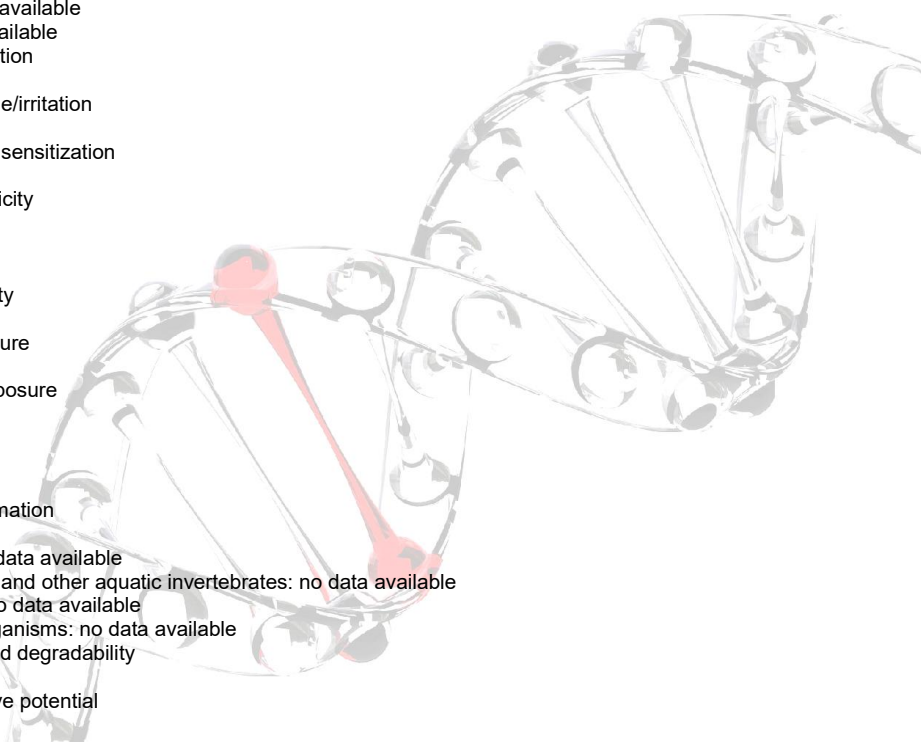 available
ailable
tion
e/irritation
sensitization
icity
ty
ure
posure
mation
data available
and other aquatic invertebrates: no data available
o data available
ganisms: no data available
d degradability
ve potential